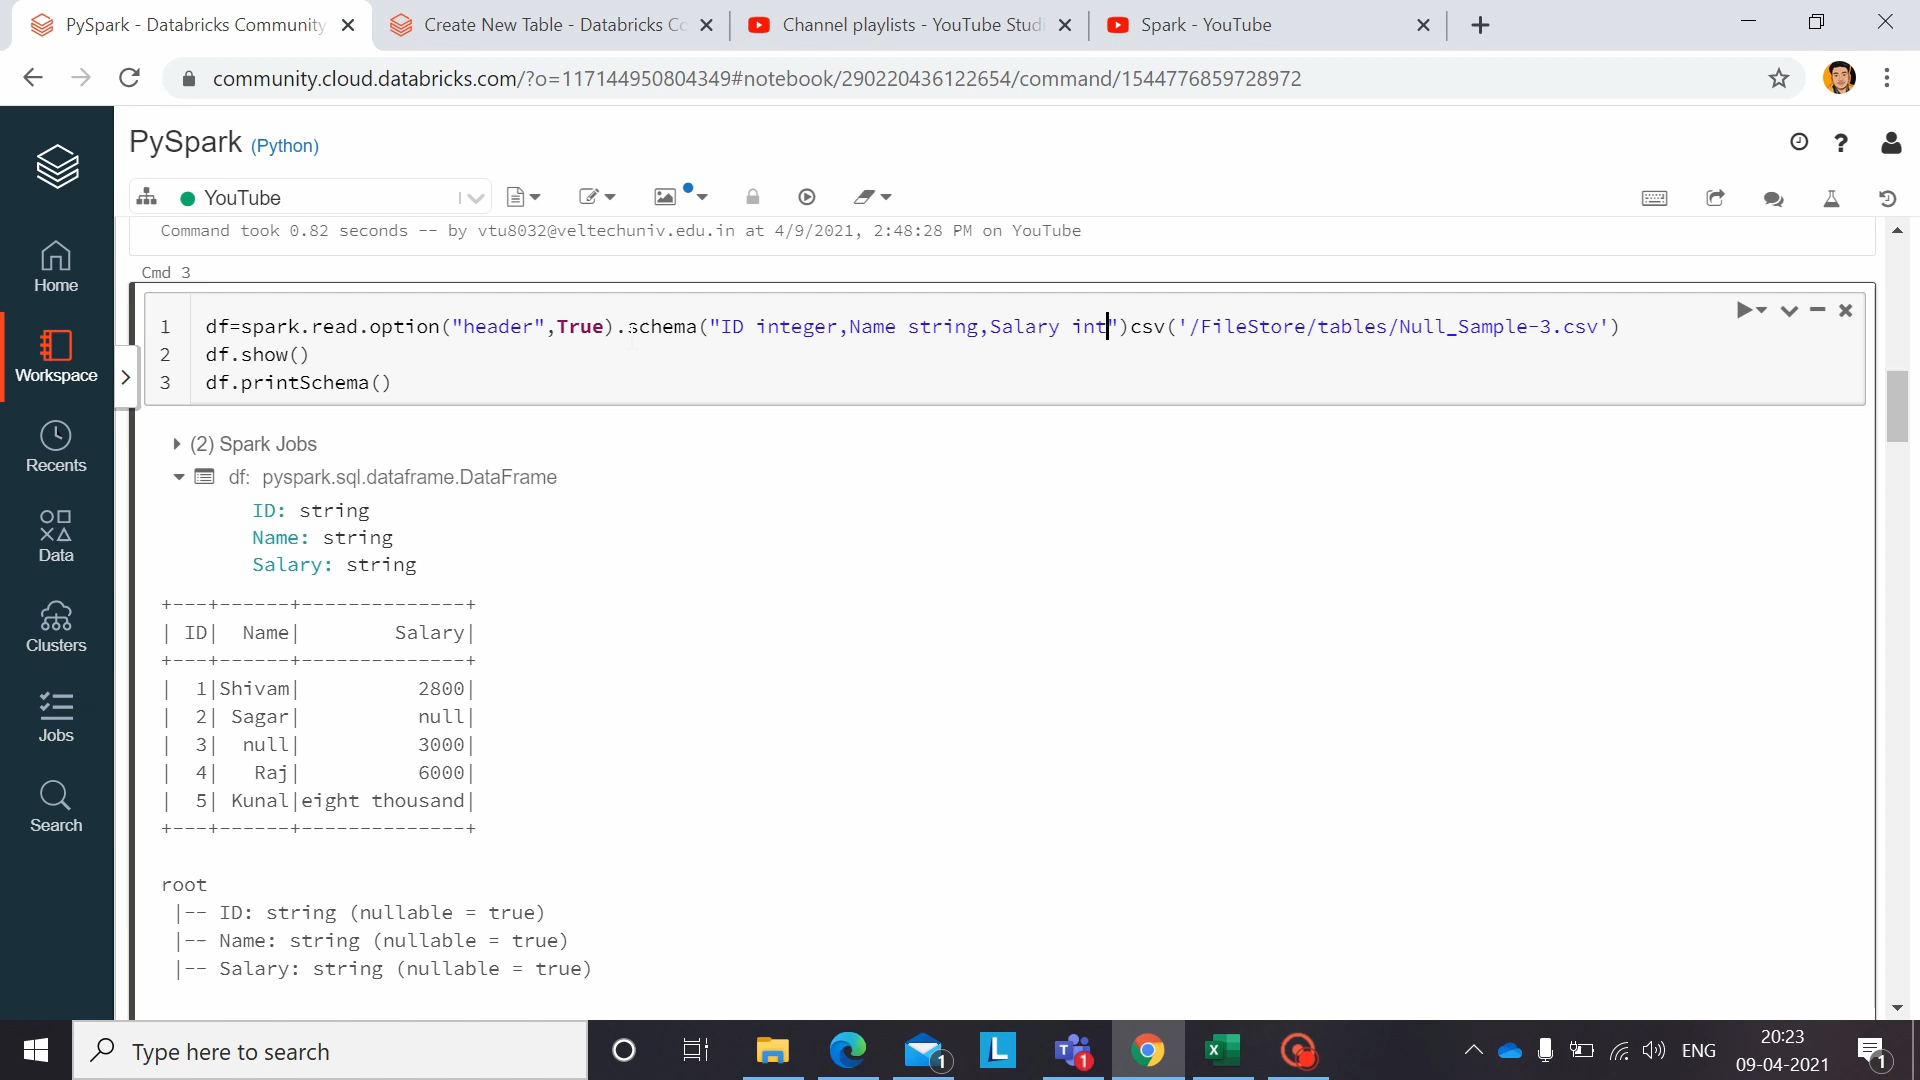 PySpark - Databricks Community
Create New Table - Databricks Co
Channel playlists - YouTube Studi
Spark - YouTube
community.cloud.databricks.com/?o=117144950804349#notebook/290220436122654/command/1544776859728972
PySpark (Python)
YouTube
Command took 0.82 seconds -- by vtu8032@veltechuniv.edu.in at 4/9/2021, 2:48:28 PM on YouTube
Cmd 3
1 df=spark.read.option("header",True).schema("ID integer,Name string,Salary int")csv('/FileStore/tables/Null_Sample-3.csv')
2 df.show()
3 df.printSchema()
(2) Spark Jobs
df: pyspark.sql.dataframe.DataFrame
ID: string
Name: string
Salary: string
+---+------+--------------+
| ID|  Name|        Salary|
+---+------+--------------+
|  1|Shivam|          2800|
|  2| Sagar|          null|
|  3|  null|          3000|
|  4|   Raj|          6000|
|  5| Kunal|eight thousand|
+---+------+--------------+
root
|-- ID: string (nullable = true)
|-- Name: string (nullable = true)
|-- Salary: string (nullable = true)
Home
Workspace
Recents
Data
Clusters
Jobs
Search
Type here to search
1
L
1
ENG
20:23
09-04-2021
1